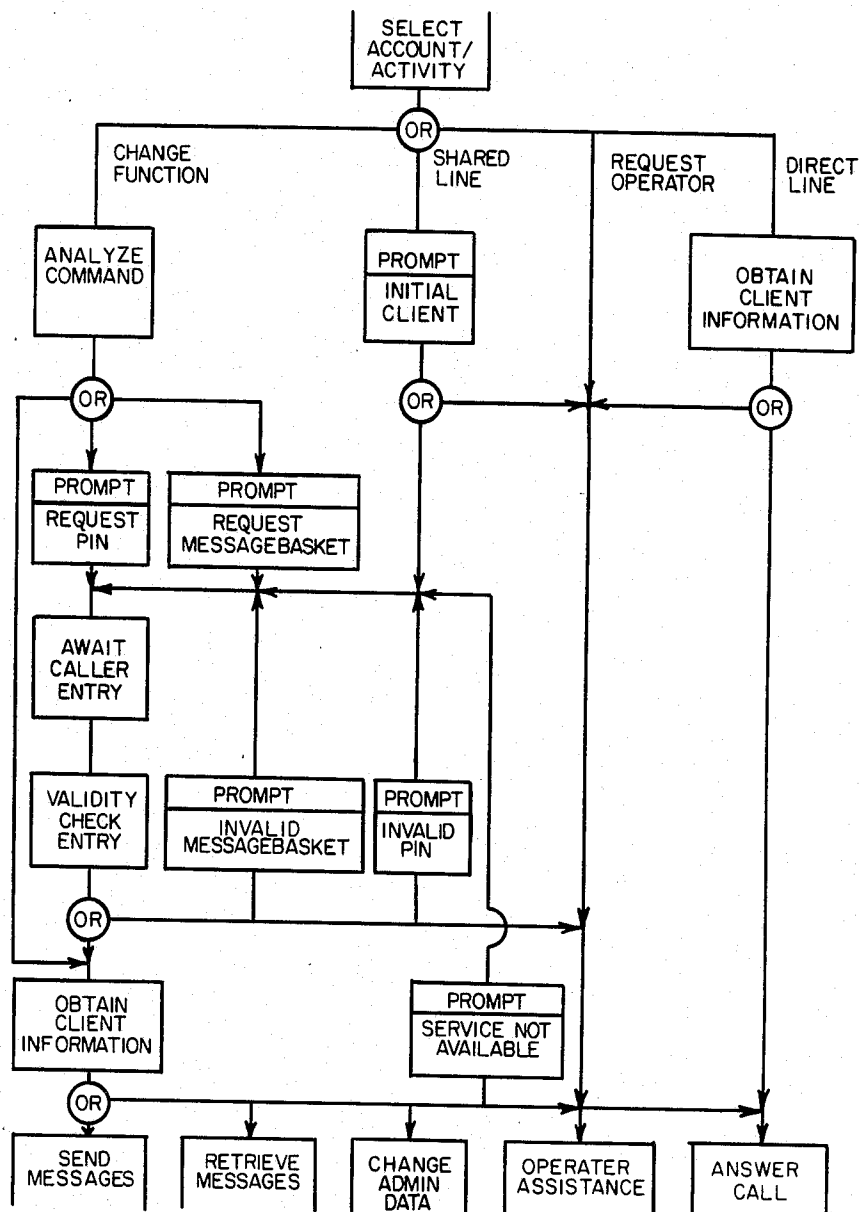 SELECT
ACCOUNT/
ACTIVITY
OR
CHANGE
FUNCTION
SHARED
LINE
REQUEST
OPERATOR
DIRECT
LINE
ANALYZE
COMMAND
PROMPT
INITIAL
CLIENT
OBTAIN
CLIENT
INFORMATION
OR
OR
OR
PROMPT
REQUEST
PIN
PROMPT
REQUEST
MESSAGEBASKET
AWAIT
CALLER
ENTRY
VALIDITY
CHECK
ENTRY
PROMPT
INVALID
MESSAGEBASKET
PROMPT
INVALID
PIN
OR
OBTAIN
CLIENT
INFORMATION
PROMPT
SERVICE NOT
AVAILABLE
OR
SEND
MESSAGES
RETRIEVE
MESSAGES
CHANGE
ADMIN
DATA
OPERATER
ASSISTANCE
ANSWER
CALL